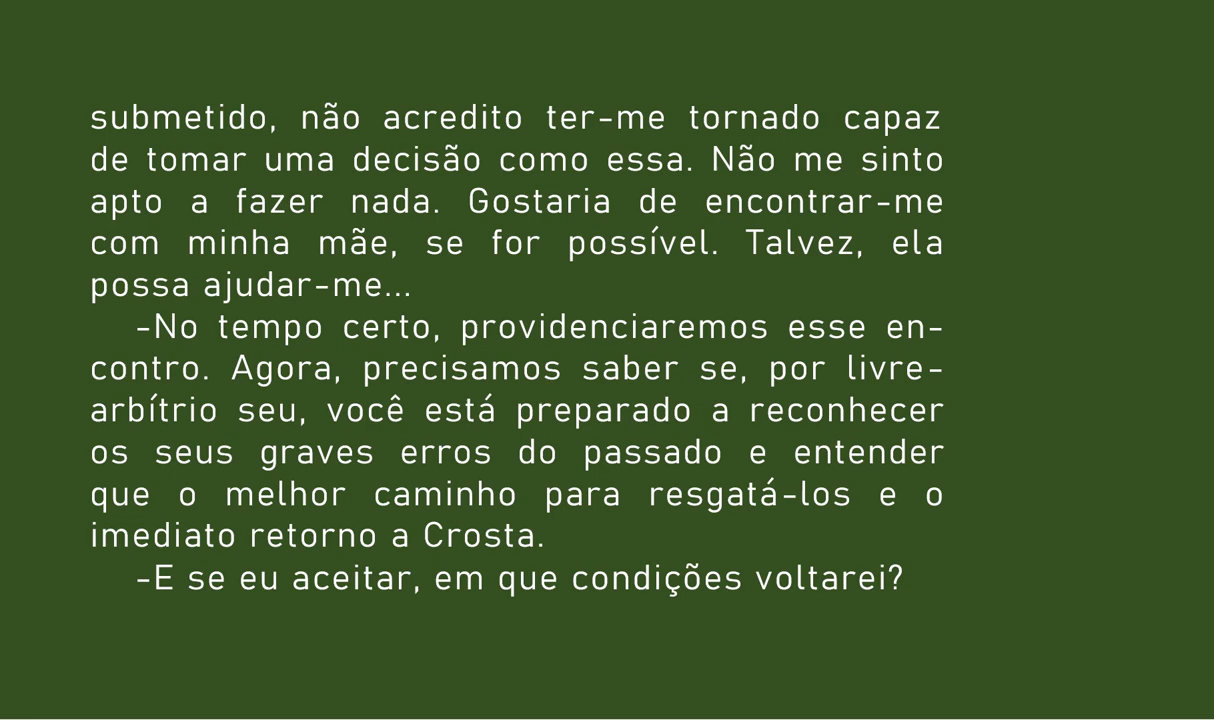 submetido, não acredito ter-me tornado capaz
de tomar uma decisão como essa. Não me sinto
apto a fazer nada. Gostaria de encontrar-me
com minha mãe, se for possível. Talvez, ela
possa ajudar-me...
-No tempo certo, providenciaremos esse en-
contro. Agora, precisamos saber se, por livre-
arbítrio seu, você está preparado a reconhecer
os seus graves erros do passado e entender
que o melhor caminho para resgatá-los e o
imediato retorno a Crosta.
-E se eu aceitar, em que condições voltarei?